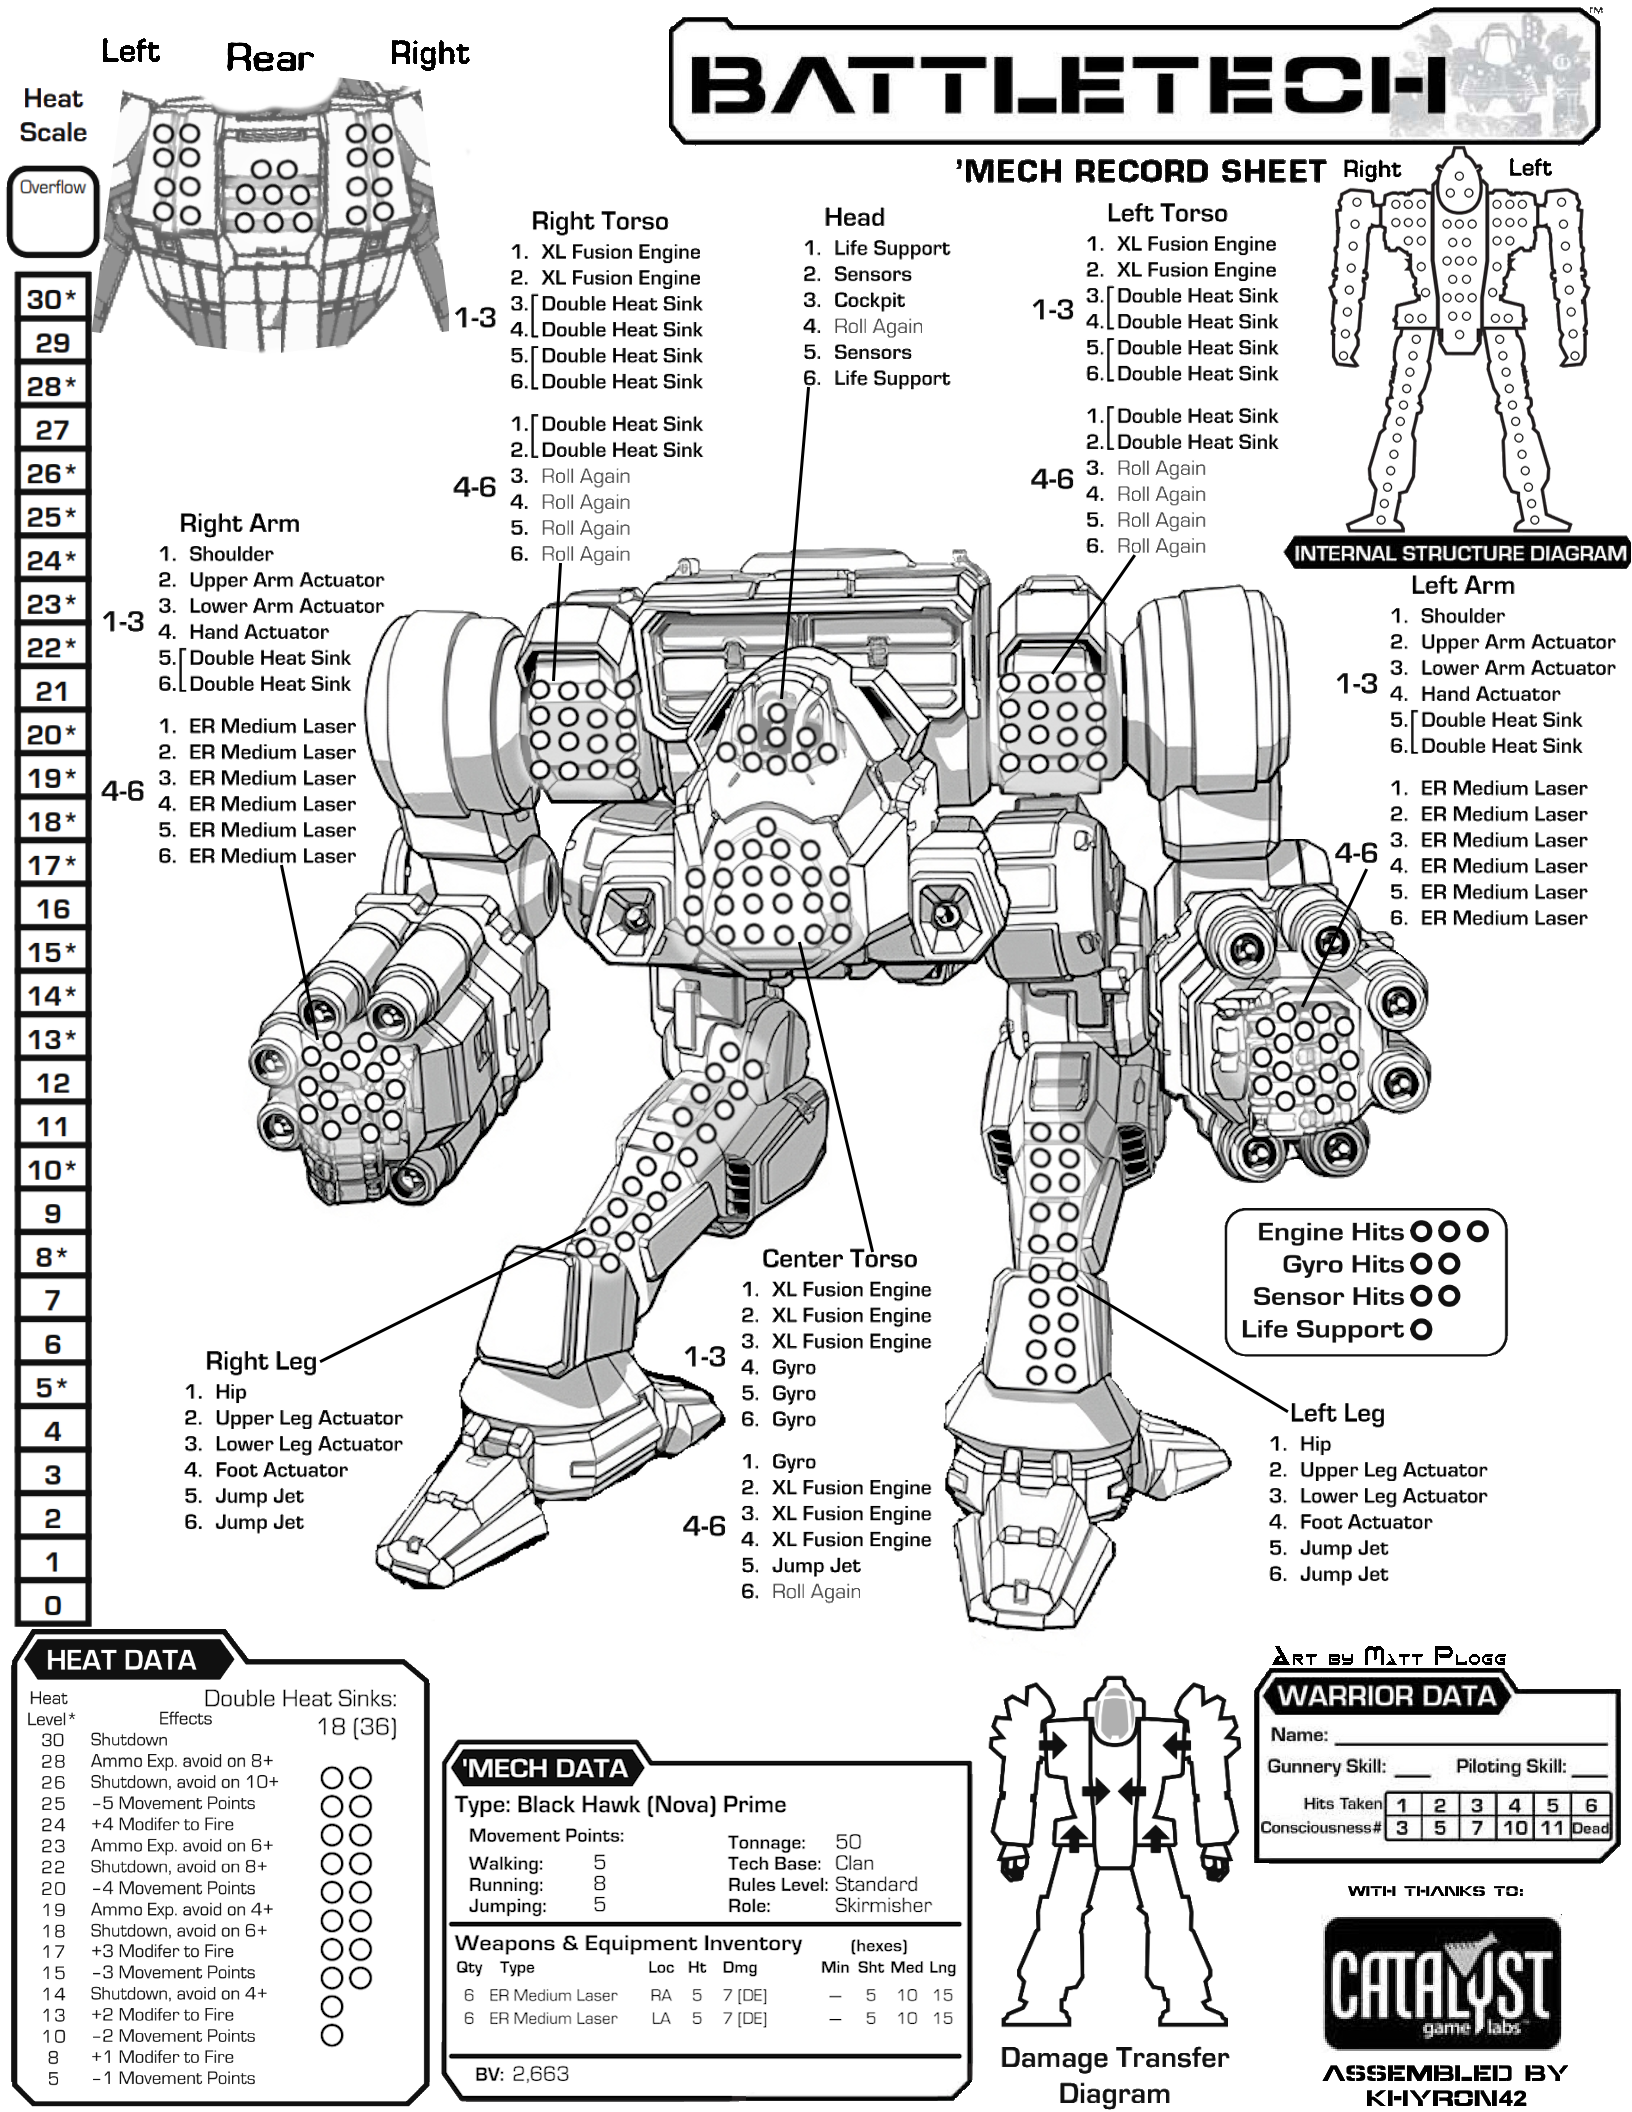 Left Rear Right
BATTLETECH
™
'MECH RECORD SHEET
Heat
Scale
Overflow
30*
29
28*
27
26*
25*
24*
23*
22*
21
20*
19*
18*
17*
16
15*
14*
13*
12
11
10*
9
8*
7
6
5*
4
3
2
1
0
Right Torso
1-3
1. XL Fusion Engine
2. XL Fusion Engine
3. Double Heat Sink
4. Double Heat Sink
5. Double Heat Sink
6. Double Heat Sink
4-6
1. Double Heat Sink
2. Double Heat Sink
3. Roll Again
4. Roll Again
5. Roll Again
6. Roll Again
Head
1. Life Support
2. Sensors
3. Cockpit
4. Roll Again
5. Sensors
6. Life Support
Left Torso
1-3
1. XL Fusion Engine
2. XL Fusion Engine
3. Double Heat Sink
4. Double Heat Sink
5. Double Heat Sink
6. Double Heat Sink
4-6
1. Double Heat Sink
2. Double Heat Sink
3. Roll Again
4. Roll Again
5. Roll Again
6. Roll Again
Right Left
INTERNAL STRUCTURE DIAGRAM
Right Arm
1-3
1. Shoulder
2. Upper Arm Actuator
3. Lower Arm Actuator
4. Hand Actuator
5. Double Heat Sink
6. Double Heat Sink
4-6
1. ER Medium Laser
2. ER Medium Laser
3. ER Medium Laser
4. ER Medium Laser
5. ER Medium Laser
6. ER Medium Laser
Left Arm
1-3
1. Shoulder
2. Upper Arm Actuator
3. Lower Arm Actuator
4. Hand Actuator
5. Double Heat Sink
6. Double Heat Sink
4-6
1. ER Medium Laser
2. ER Medium Laser
3. ER Medium Laser
4. ER Medium Laser
5. ER Medium Laser
6. ER Medium Laser
Engine Hits
Gyro Hits
Sensor Hits
Life Support
Center Torso
1-3
1. XL Fusion Engine
2. XL Fusion Engine
3. XL Fusion Engine
4. Gyro
5. Gyro
6. Gyro
4-6
1. Gyro
2. XL Fusion Engine
3. XL Fusion Engine
4. XL Fusion Engine
5. Jump Jet
6. Roll Again
Right Leg
1. Hip
2. Upper Leg Actuator
3. Lower Leg Actuator
4. Foot Actuator
5. Jump Jet
6. Jump Jet
Left Leg
1. Hip
2. Upper Leg Actuator
3. Lower Leg Actuator
4. Foot Actuator
5. Jump Jet
6. Jump Jet
HEAT DATA
Heat
Level* Effects
Double Heat Sinks:
18 (36)
30 Shutdown
28 Ammo Exp. avoid on 8+
26 Shutdown, avoid on 10+
25 -5 Movement Points
24 +4 Modifer to Fire
23 Ammo Exp. avoid on 6+
22 Shutdown, avoid on 8+
20 -4 Movement Points
19 Ammo Exp. avoid on 4+
18 Shutdown, avoid on 6+
17 +3 Modifer to Fire
15 -3 Movement Points
14 Shutdown, avoid on 4+
13 +2 Modifer to Fire
10 -2 Movement Points
8 +1 Modifer to Fire
5 -1 Movement Points
'MECH DATA
Type: Black Hawk (Nova) Prime
Movement Points:
Walking: 5
Running: 8
Jumping: 5
Tonnage: 50
Tech Base: Clan
Rules Level: Standard
Role: Skirmisher
Weapons & Equipment Inventory (hexes)
Qty Type Loc Ht Dmg Min Sht Med Lng
6 ER Medium Laser RA 5 7 [DE] – 5 10 15
6 ER Medium Laser LA 5 7 [DE] – 5 10 15
BV: 2,663
Damage Transfer
Diagram
Art by Matt Plogg
WARRIOR DATA
Name:
Gunnery Skill: Piloting Skill:
Hits Taken 1 2 3 4 5 6
Consciousness# 3 5 7 10 11 Dead
WITH THANKS TO:
CATALYST
game labs™
ASSEMBLED BY
KHYRON42